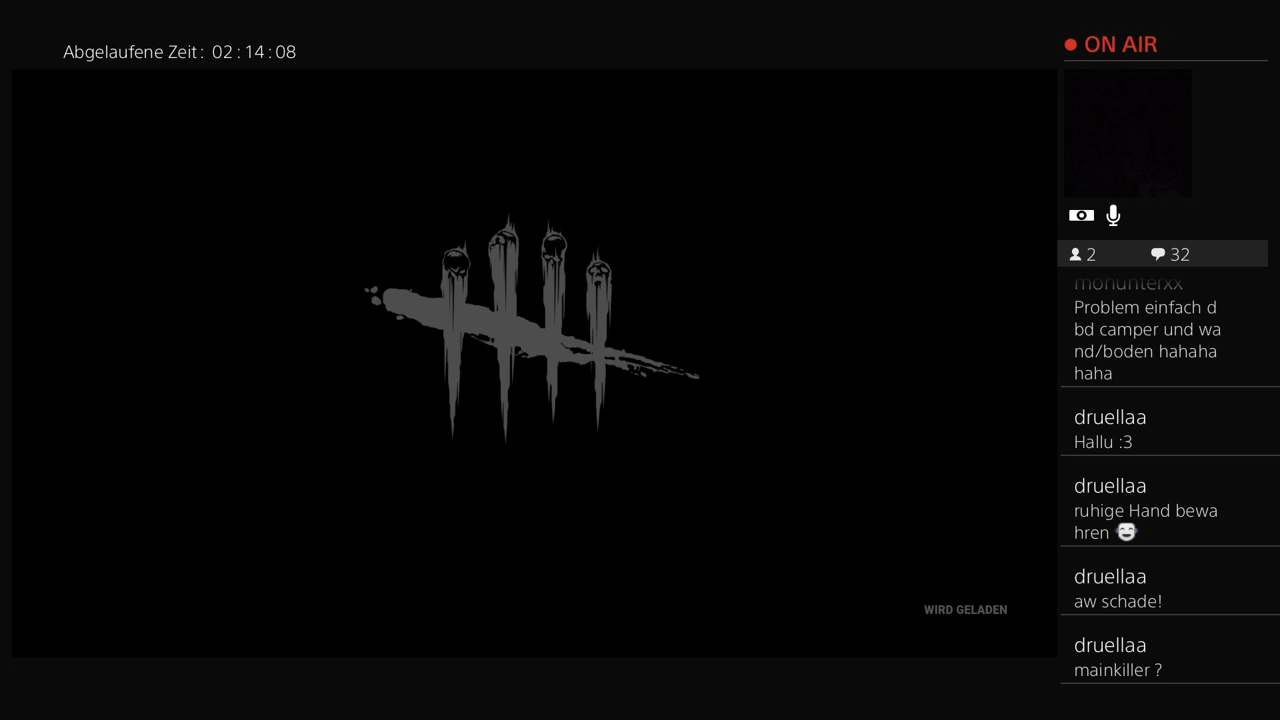 Abgelaufene Zeit: 02:14:08
ON AIR
2 32
mohunterxx
Problem einfach d
bd camper und wa
nd/boden hahaha
haha
druellaa
Hallu :3
druellaa
ruhige Hand bewa
hren
druellaa
aw schade!
druellaa
mainkiller ?
WIRD GELADEN